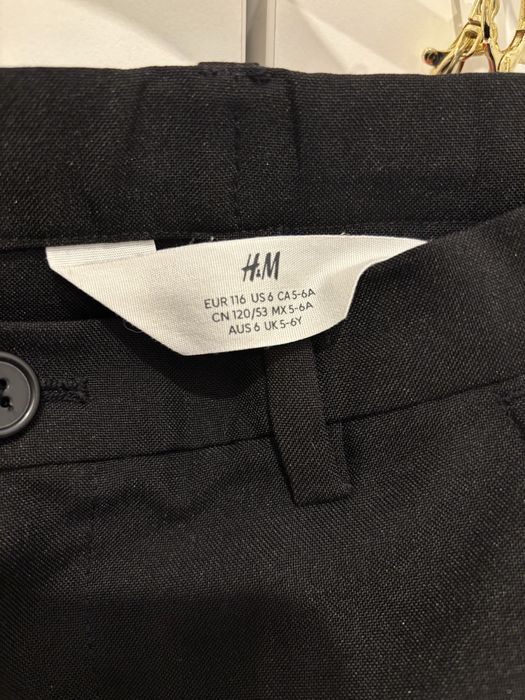 H&M
EUR 116 US 6 CA 5-6A
CN 120/53 MX 5-6A
AUS 6 UK 5-6Y